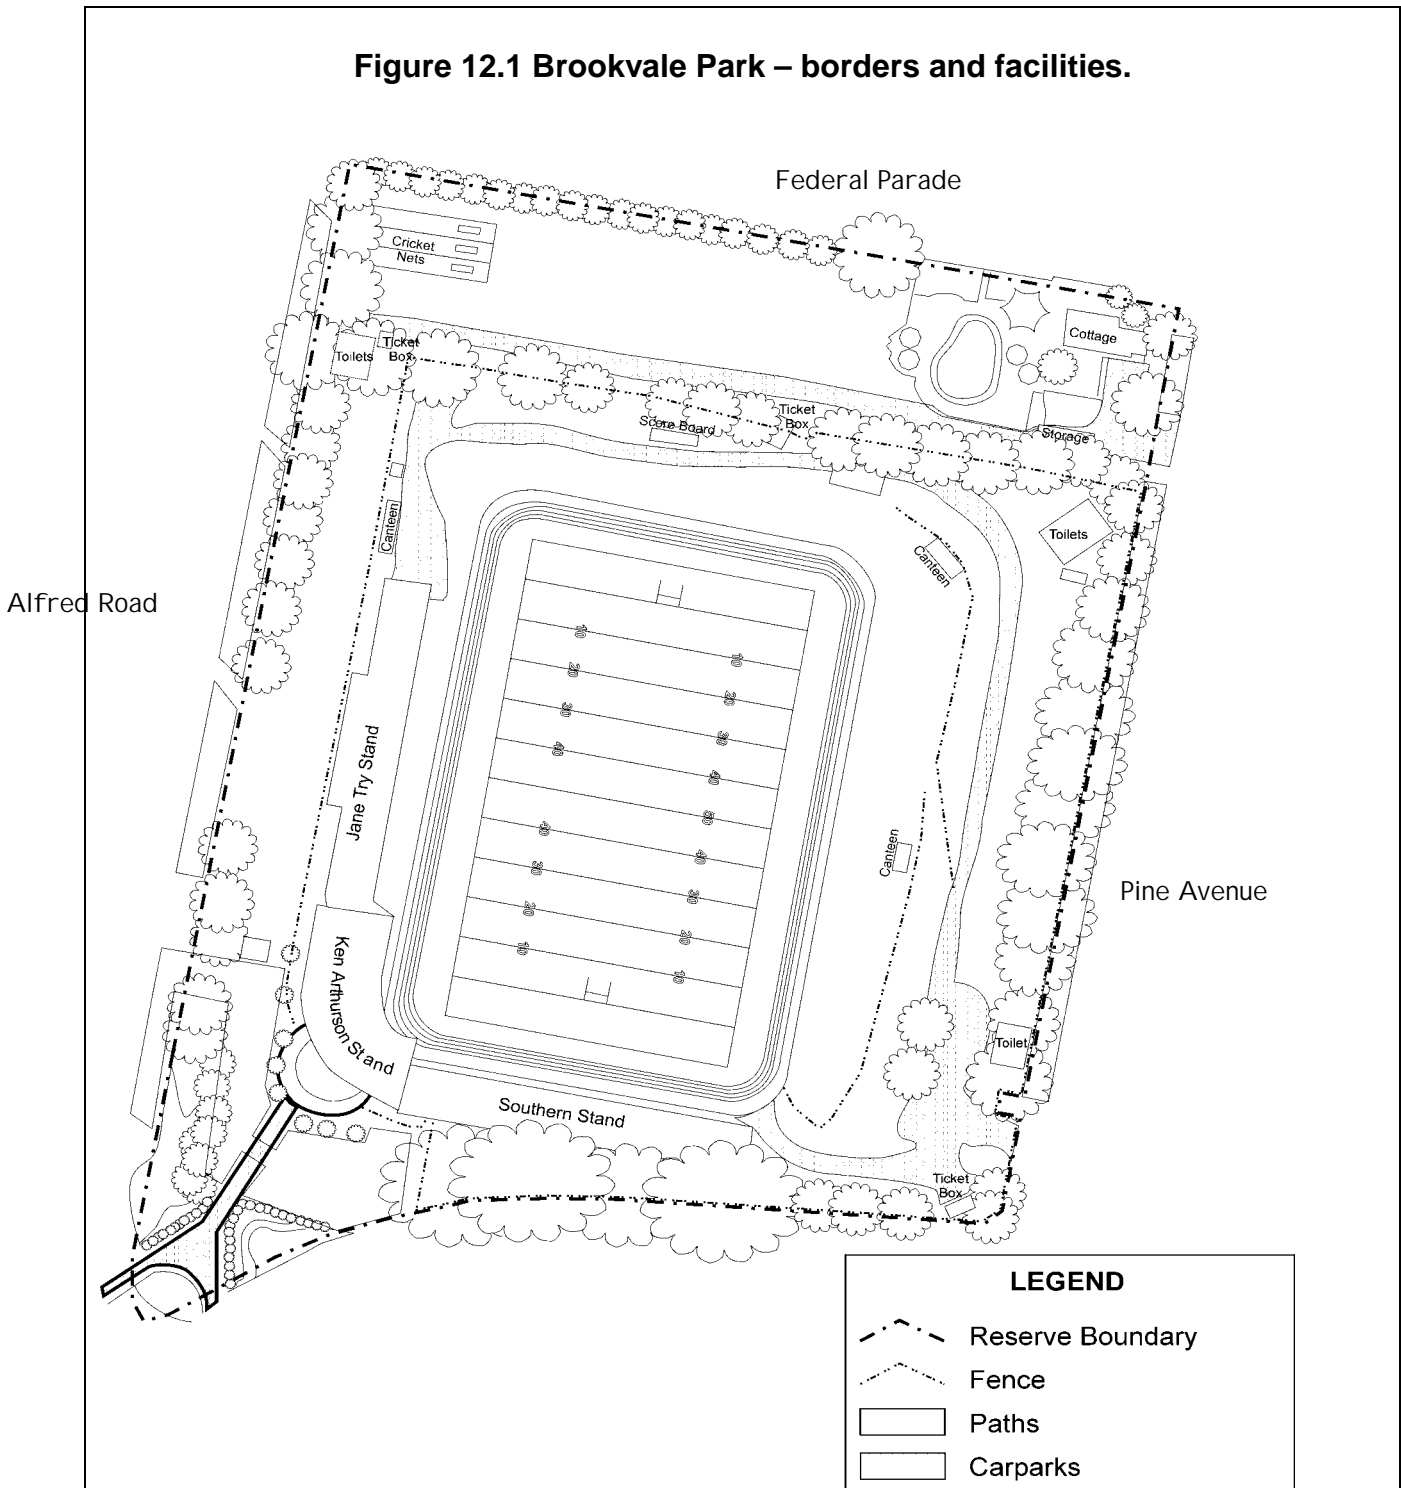 Figure 12.1 Brookvale Park – borders and facilities.
Federal Parade
Cricket
Nets
Cottage
Toilets
Ticket
Box
Score Board
Ticket
Box
Storage
Canteen
Canteen
Toilets
Alfred Road
10
10
20
20
30
30
40
40
50
40
40
30
30
20
20
10
10
Jane Try Stand
Canteen
Pine Avenue
Ken Arthurson Stand
Toilet
Southern Stand
Ticket
Box
LEGEND
Reserve Boundary
Fence
Paths
Carparks